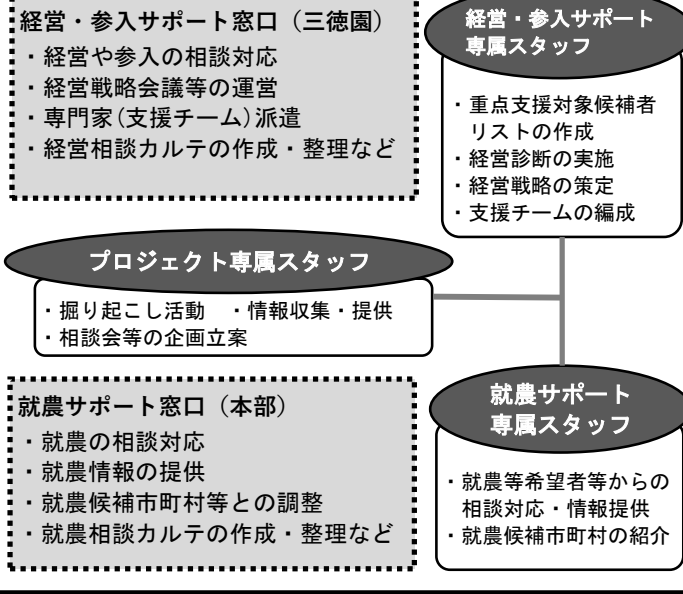 経営・参入サポート窓口（三徳園）
・経営や参入の相談対応
・経営戦略会議等の運営
・専門家(支援チーム)派遣
・経営相談カルテの作成・整理など
経営・参入サポート
専属スタッフ
・重点支援対象候補者
リストの作成
・経営診断の実施
・経営戦略の策定
・支援チームの編成
プロジェクト専属スタッフ
・掘り起こし活動　・情報収集・提供
・相談会等の企画立案
就農サポート窓口（本部）
・就農の相談対応
・就農情報の提供
・就農候補市町村等との調整
・就農相談カルテの作成・整理など
就農サポート
専属スタッフ
・就農等希望者等からの
相談対応・情報提供
・就農候補市町村の紹介